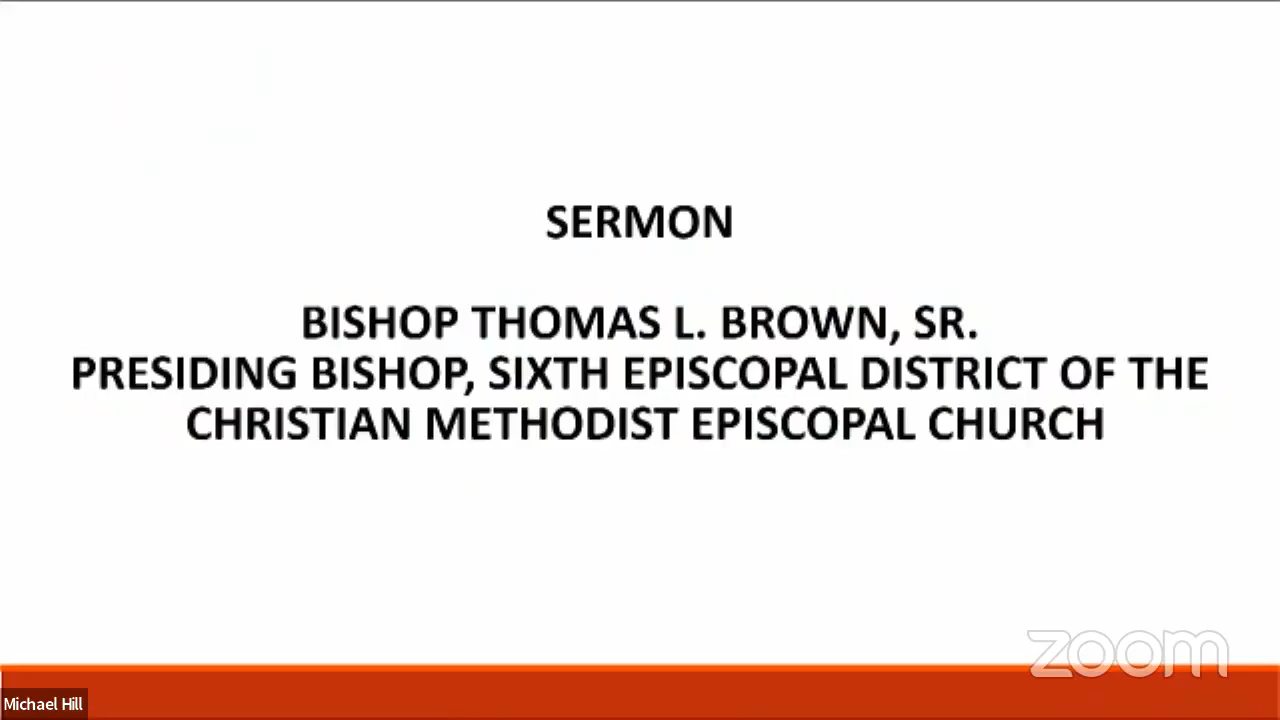 SERMON
BISHOP THOMAS L. BROWN, SR.
PRESIDING BISHOP, SIXTH EPISCOPAL DISTRICT OF THE
CHRISTIAN METHODIST EPISCOPAL CHURCH
zoom
Michael Hill